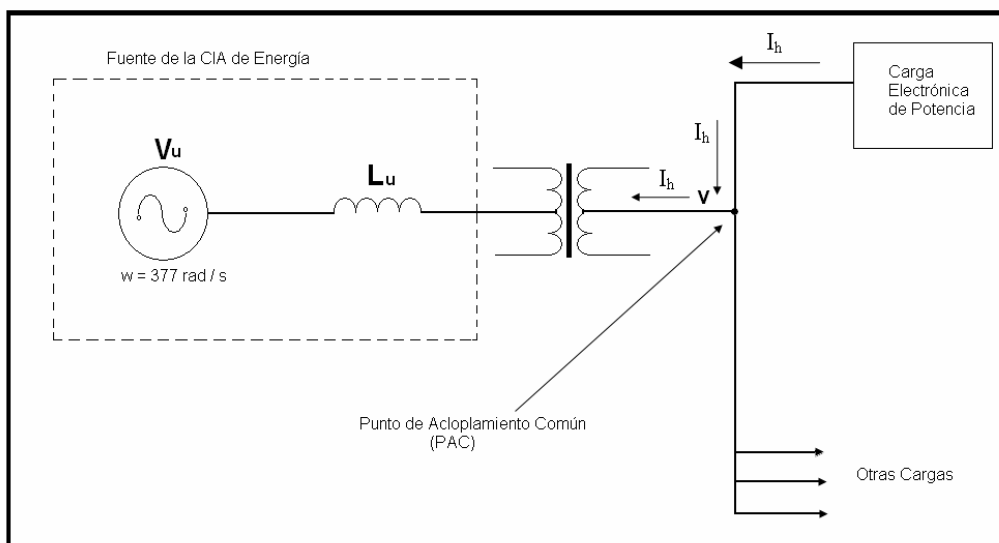 Fuente de la CIA de Energía
Vu
Lu
w = 377 rad / s
Ih
Ih
Ih
V
Carga
Electrónica
de Potencia
Punto de Acloplamiento Común
(PAC)
Otras Cargas